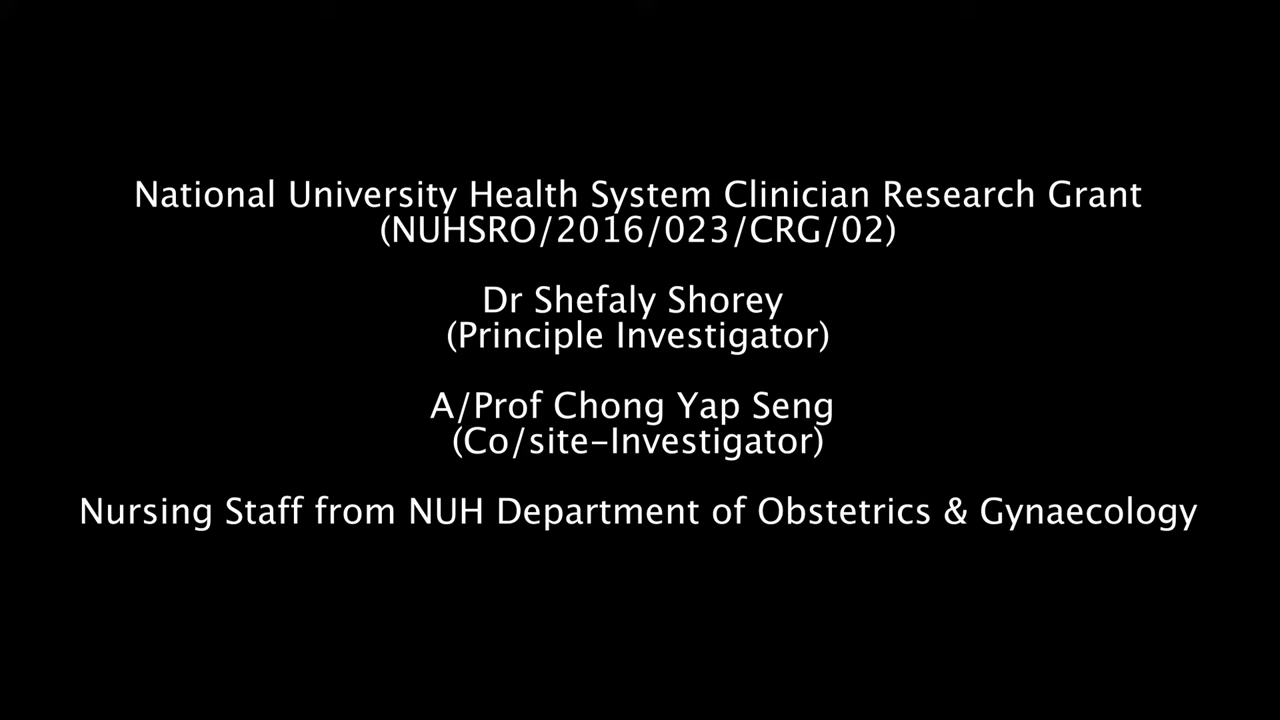 National University Health System Clinician Research Grant
(NUHSRO/2016/023/CRG/02)
Dr Shefaly Shorey
(Principle Investigator)
A/Prof Chong Yap Seng
(Co/site-Investigator)
Nursing Staff from NUH Department of Obstetrics & Gynaecology